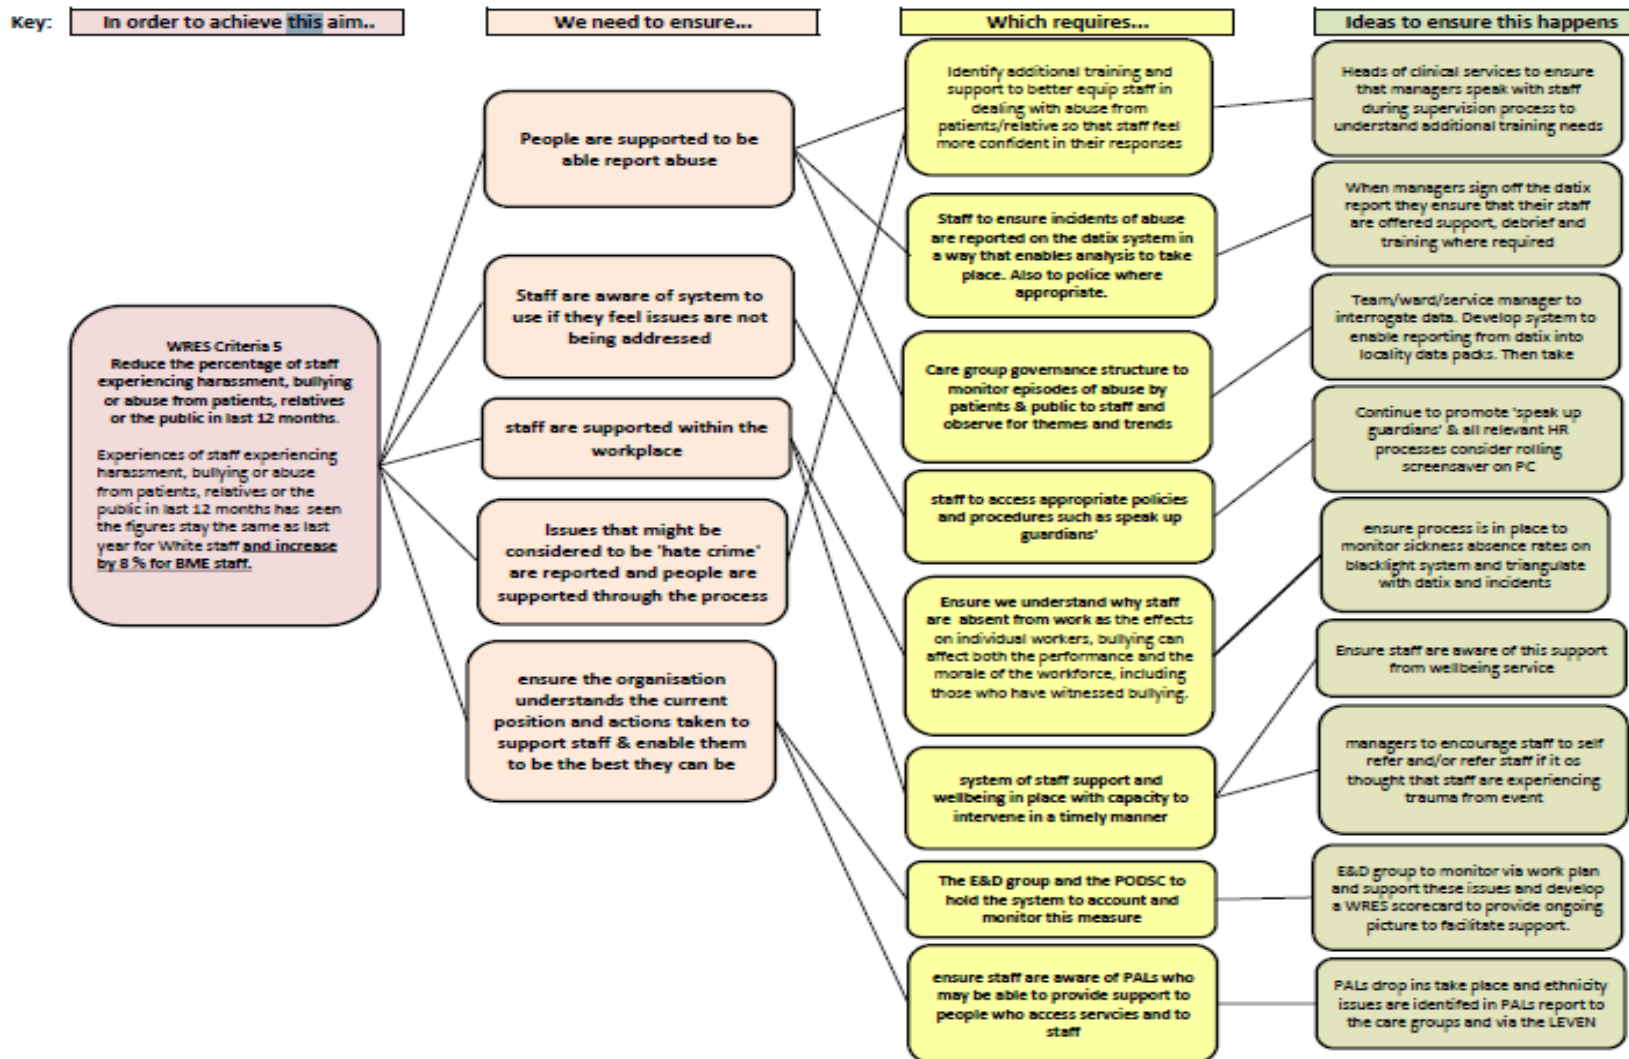 Key:
In order to achieve this aim..
We need to ensure...
Which requires...
Ideas to ensure this happens
WRES Criteria 5
Reduce the percentage of staff
experiencing harassment, bullying
or abuse from patients, relatives
or the public in last 12 months.
Experiences of staff experiencing
harassment, bullying or abuse
from patients, relatives or the
public in last 12 months has seen
the figures stay the same as last
year for White staff and increase
by 8 % for BME staff.
People are supported to be
able report abuse
Staff are aware of system to
use if they feel issues are not
being addressed
staff are supported within the
workplace
Issues that might be
considered to be 'hate crime'
are reported and people are
supported through the process
ensure the organisation
understands the current
position and actions taken to
support staff & enable them
to be the best they can be
Identify additional training and
support to better equip staff in
dealing with abuse from
patients/relative so that staff feel
more confident in their responses
Staff to ensure incidents of abuse
are reported on the datix system in
a way that enables analysis to take
place. Also to police where
appropriate.
Care group governance structure to
monitor episodes of abuse by
patients & public to staff and
observe for themes and trends
staff to access appropriate policies
and procedures such as speak up
guardians'
Ensure we understand why staff
are absent from work as the effects
on individual workers, bullying can
affect both the performance and the
morale of the workforce, including
those who have witnessed bullying.
system of staff support and
wellbeing in place with capacity to
intervene in a timely manner
The E&D group and the PODSC to
hold the system to account and
monitor this measure
ensure staff are aware of PALs who
may be able to provide support to
people who access servcies and to
staff
Heads of clinical services to ensure
that managers speak with staff
during supervision process to
understand additional training needs
When managers sign off the datix
report they ensure that their staff
are offered support, debrief and
training where required
Team/ward/service manager to
interrogate data. Develop system to
enable reporting from datix into
locality data packs. Then take
Continue to promote 'speak up
guardians' & all relevant HR
processes consider rolling
screensaver on PC
ensure process is in place to
monitor sickness absence rates on
blacklight system and triangulate
with datix and incidents
Ensure staff are aware of this support
from wellbeing service
managers to encourage staff to self
refer and/or refer staff if it os
thought that staff are experiencing
trauma from event
E&D group to monitor via work plan
and support these issues and develop
a WRES scorecard to provide ongoing
picture to facilitate support.
PALs drop ins take place and ethnicity
issues are identifed in PALs report to
the care groups and via the LEVEN